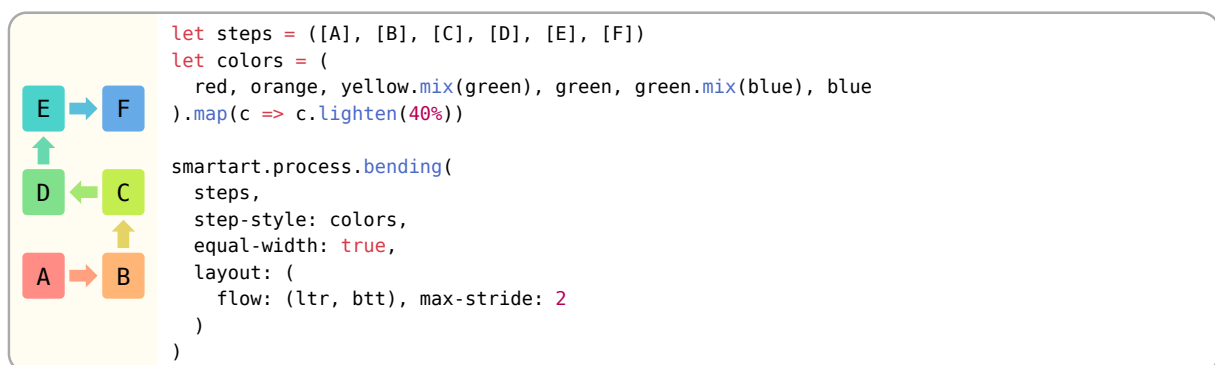 E F
D C
A B
let steps = ([A], [B], [C], [D], [E], [F])
let colors = (
  red, orange, yellow.mix(green), green, green.mix(blue), blue
).map(c => c.lighten(40%))

smartart.process.bending(
  steps,
  step-style: colors,
  equal-width: true,
  layout: (
    flow: (ltr, btt), max-stride: 2
  )
)